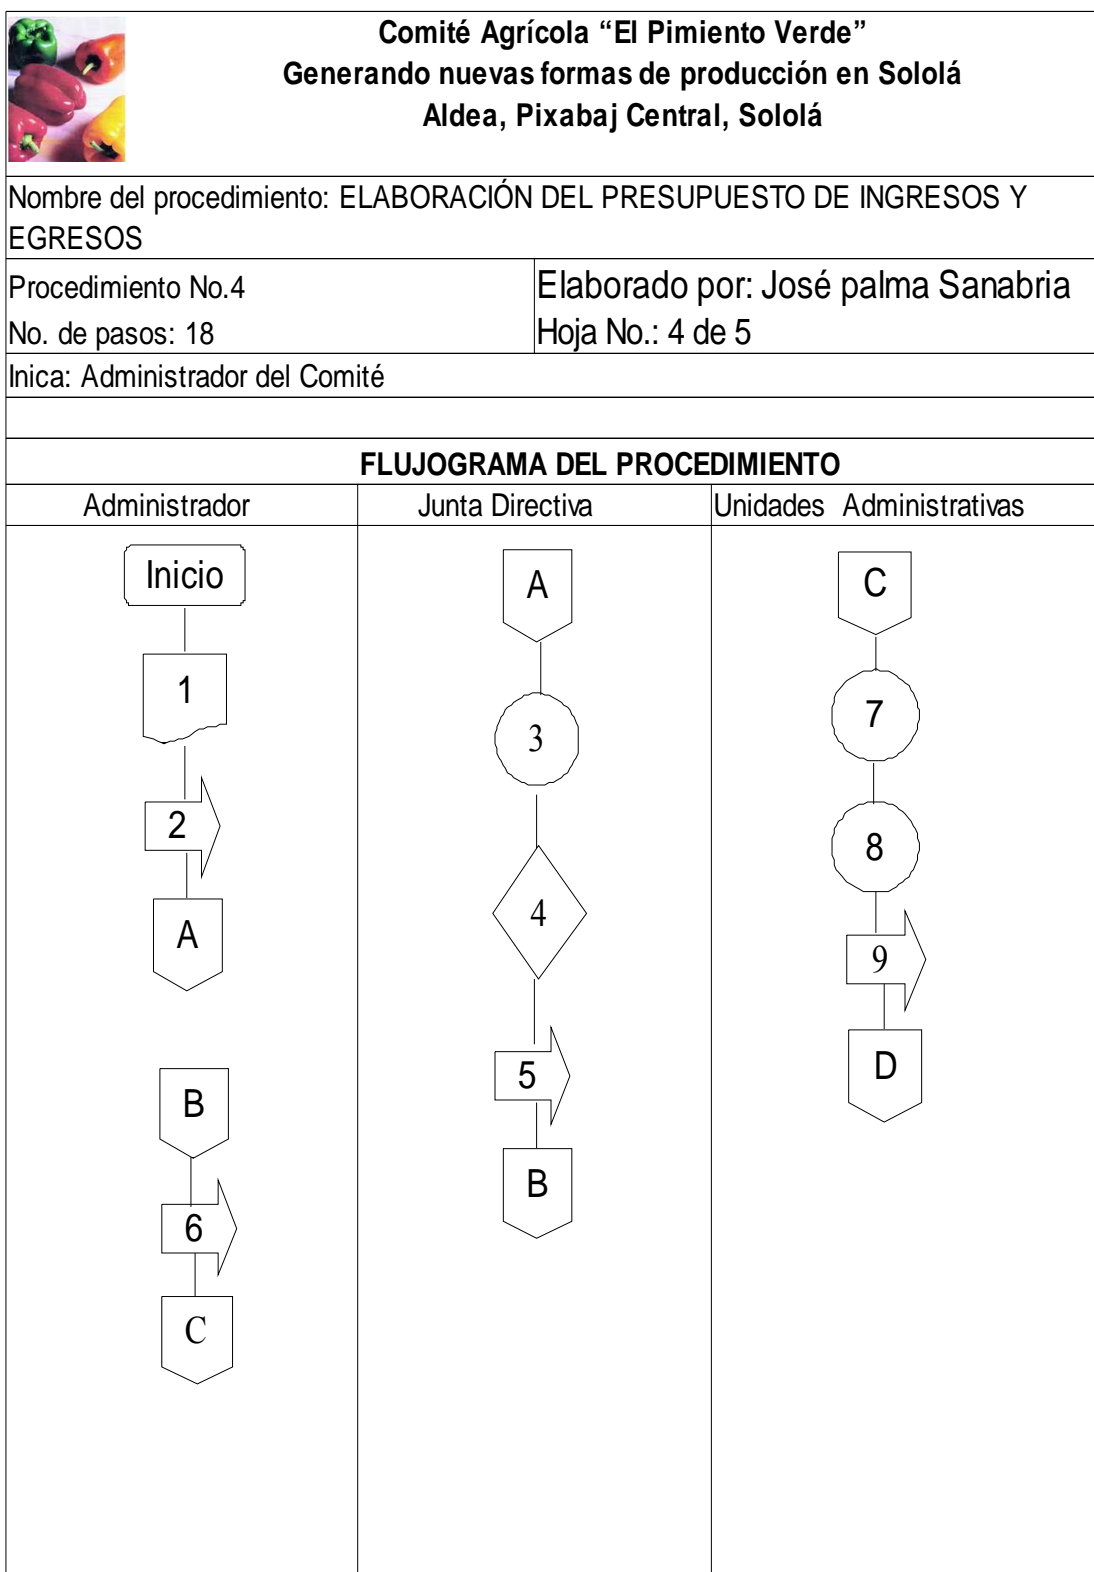 Comité Agrícola “El Pimiento Verde”
Generando nuevas formas de producción en Sololá
Aldea, Pixabaj Central, Sololá
Nombre del procedimiento: ELABORACIÓN DEL PRESUPUESTO DE INGRESOS Y
EGRESOS
Procedimiento No.4
No. de pasos: 18
Elaborado por: José palma Sanabria
Hoja No.: 4 de 5
Inica: Administrador del Comité
FLUJOGRAMA DEL PROCEDIMIENTO
Administrador
Junta Directiva
Unidades Administrativas
Inicio
1
2
A
B
6
C
A
3
4
5
B
C
7
8
9
D